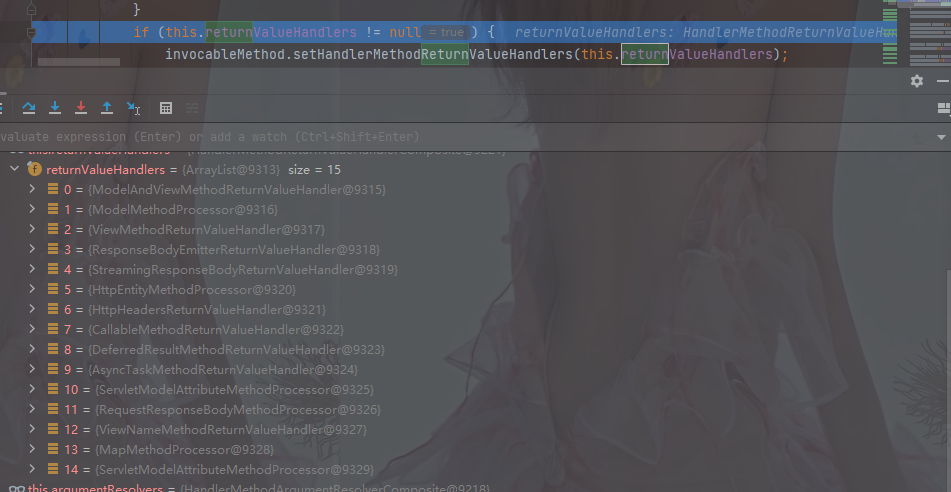 }
if (this.returnValueHandlers != null = true ) { returnValueHandlers: HandlerMethodReturnValueHan
invocableMethod.setHandlerMethodReturnValueHandlers(this.returnValueHandlers);
valuate expression (Enter) or add a watch (Ctrl+Shift+Enter)
returnValueHandlers = {ArrayList@9313} size = 15
0 = {ModelAndViewMethodReturnValueHandler@9315}
1 = {ModelMethodProcessor@9316}
2 = {ViewMethodReturnValueHandler@9317}
3 = {ResponseBodyEmitterReturnValueHandler@9318}
4 = {StreamingResponseBodyReturnValueHandler@9319}
5 = {HttpEntityMethodProcessor@9320}
6 = {HttpHeadersReturnValueHandler@9321}
7 = {CallableMethodReturnValueHandler@9322}
8 = {DeferredResultMethodReturnValueHandler@9323}
9 = {AsyncTaskMethodReturnValueHandler@9324}
10 = {ServletModelAttributeMethodProcessor@9325}
11 = {RequestResponseBodyMethodProcessor@9326}
12 = {ViewNameMethodReturnValueHandler@9327}
13 = {MapMethodProcessor@9328}
14 = {ServletModelAttributeMethodProcessor@9329}
this.argumentResolvers = {HandlerMethodArgumentResolverComposite@9218}